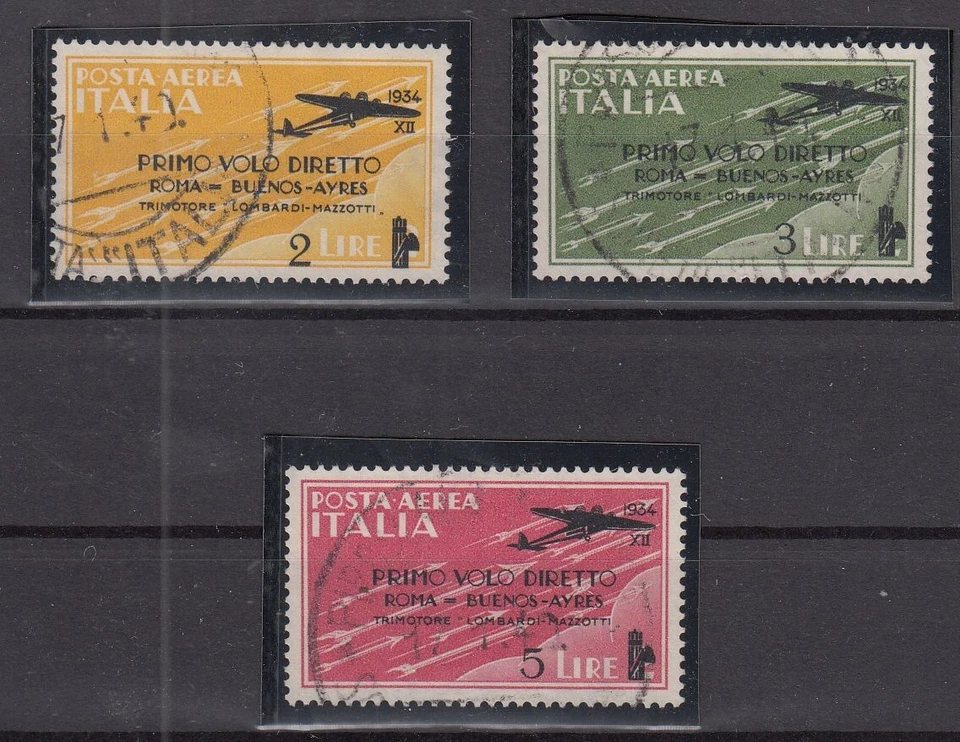 POSTA·AEREA
ITALIA
1934
XII
PRIMO VOLO DIRETTO
ROMA = BUENOS-AYRES
TRIMOTORE "LOMBARDI-MAZZOTTI"
2 LIRE
POSTA AEREA
ITALIA
1934
XII
PRIMO VOLO DIRETTO
ROMA = BUENOS-AYRES
TRIMOTORE "LOMBARDI-MAZZOTTI"
3 LIRE
POSTA·AEREA
ITALIA
1934
XII
PRIMO VOLO DIRETTO
ROMA = BUENOS-AYRES
TRIMOTORE "LOMBARDI-MAZZOTTI"
5 LIRE